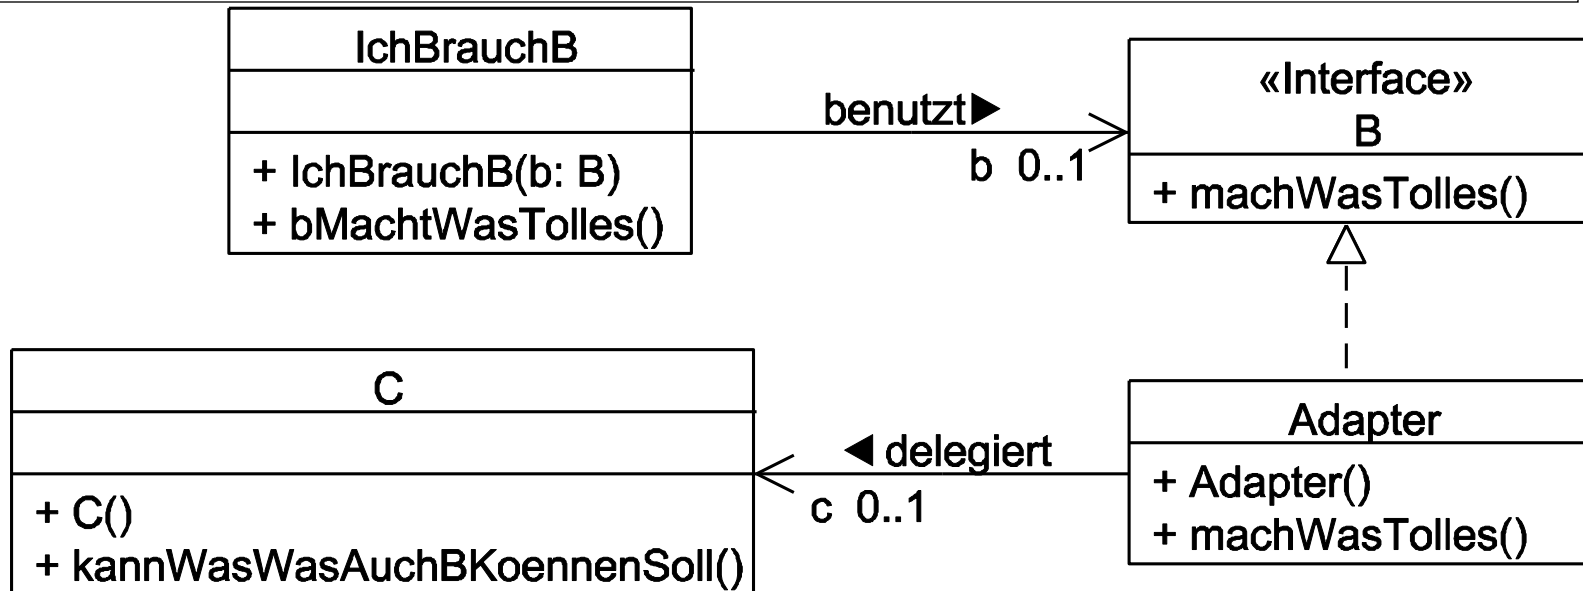 IchBrauchB
+ IchBrauchB(b: B)
+ bMachtWasTolles()
benutzt▶
b 0..1
«Interface»
B
+ machWasTolles()
C
+ C()
+ kannWasWasAuchBKoennenSoll()
◀ delegiert
c 0..1
Adapter
+ Adapter()
+ machWasTolles()